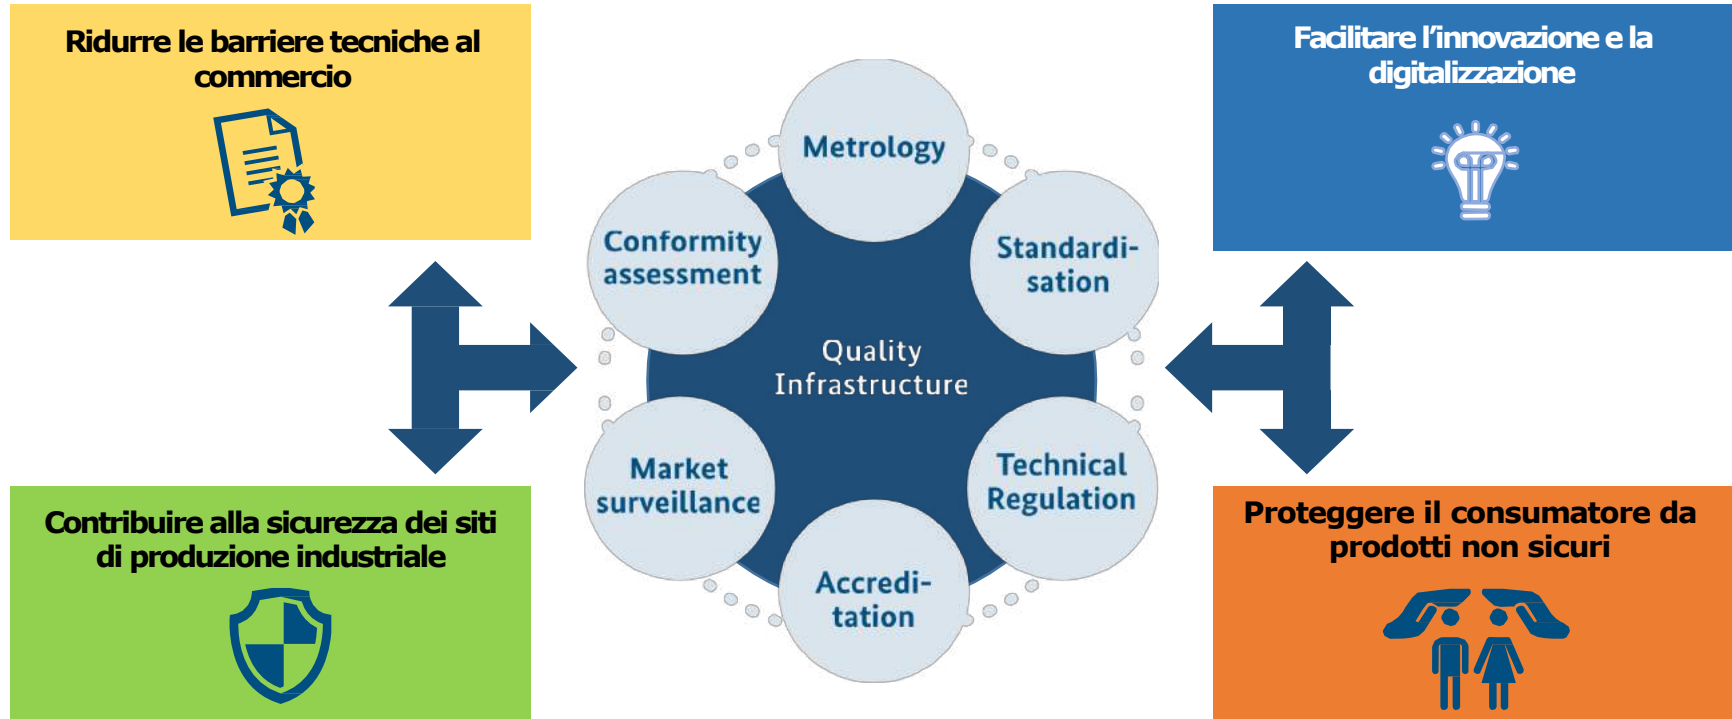 Ridurre le barriere tecniche al
commercio
Facilitare l'innovazione e la
digitalizzazione
Metrology
Conformity
assessment
Standardi-
sation
Quality
Infrastructure
Market
surveillance
Technical
Regulation
Accredi-
tation
Contribuire alla sicurezza dei siti
di produzione industriale
Proteggere il consumatore da
prodotti non sicuri